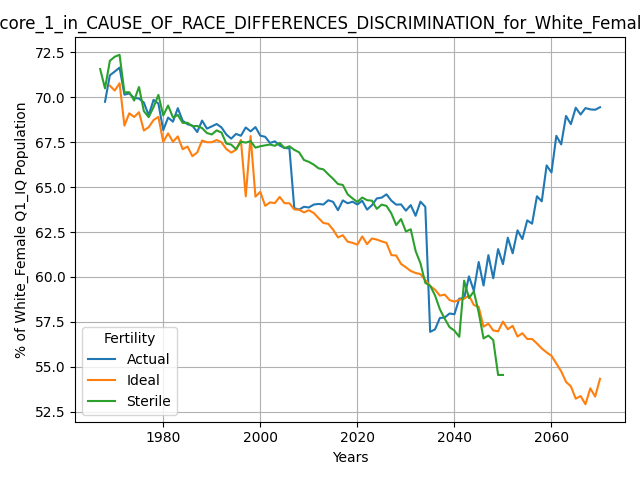 core_1_in_CAUSE_OF_RACE_DIFFERENCES_DISCRIMINATION_for_White_Femal
% of White_Female Q1_IQ Population
72.5
70.0
67.5
65.0
62.5
60.0
57.5
55.0
52.5
Fertility
Actual
Ideal
Sterile
1980
2000
2020
2040
2060
Years